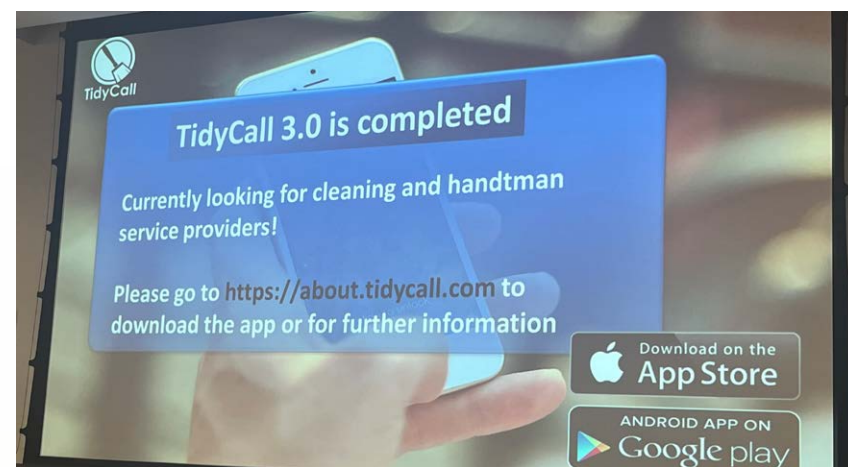 TidyCall
TidyCall 3.0 is completed
Currently looking for cleaning and handtman
service providers!
Please go to https://about.tidycall.com to
download the app or for further information
Download on the
App Store
ANDROID APP ON
Google play